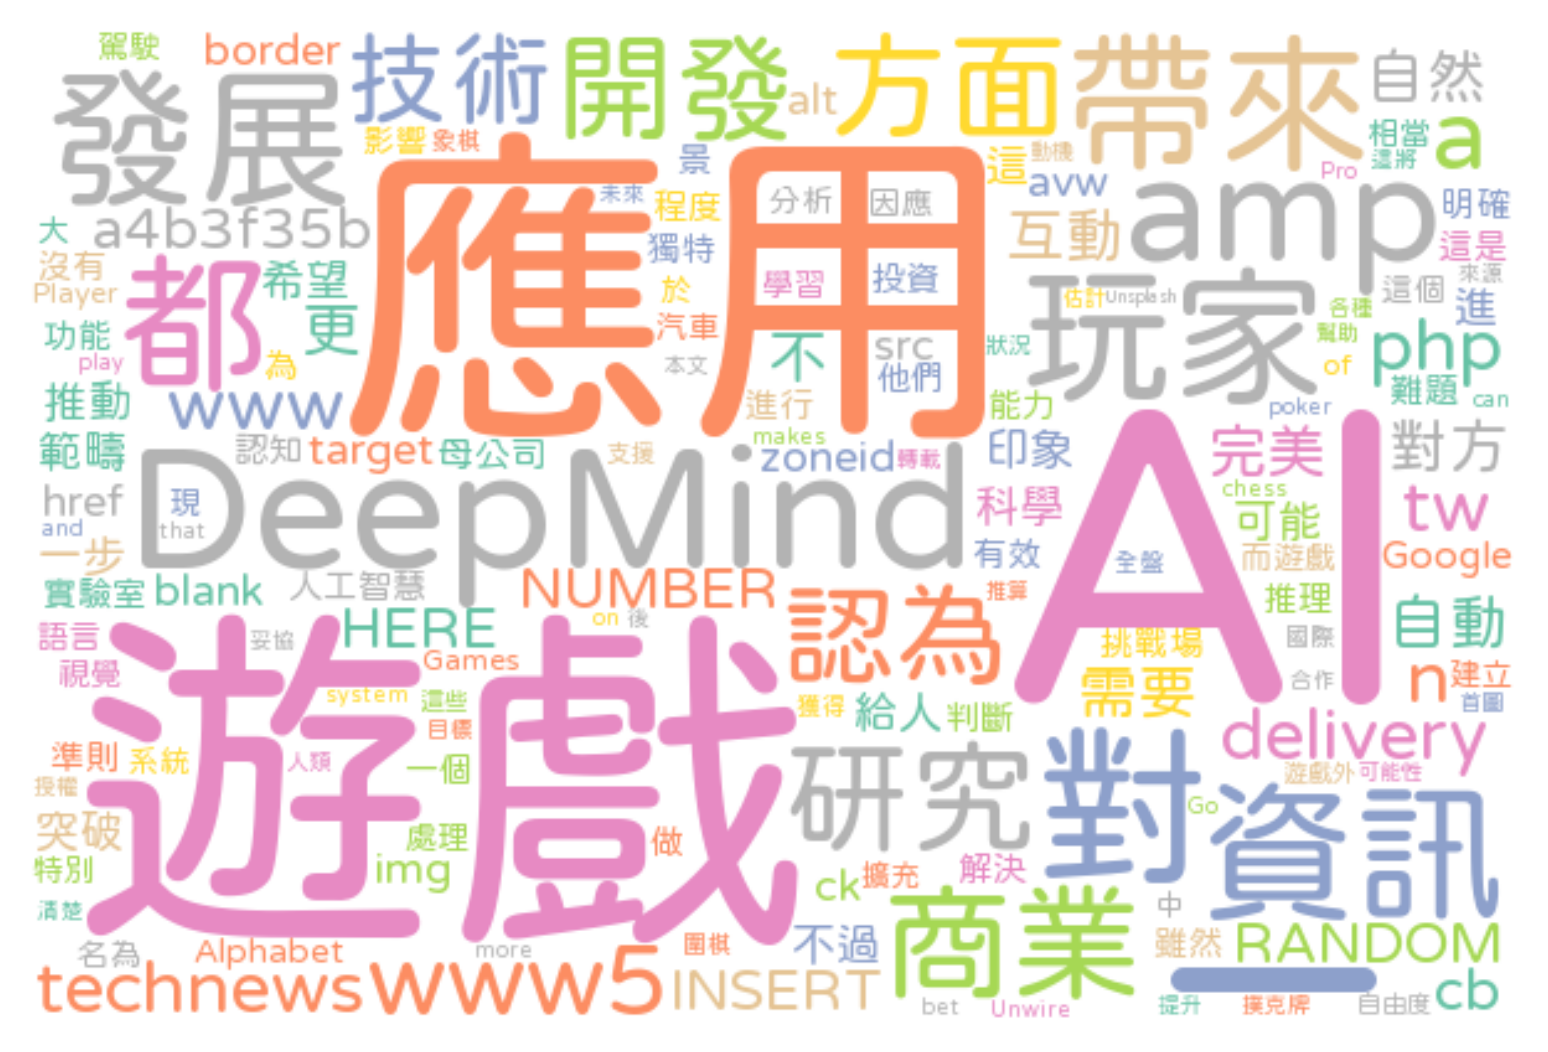 駕駛 border 技術 開發 alt 方面 帶來 自然
發展 影響 象棋 景 這 動機 相當 a
這將 Pro
應用 未來 程度 分析 因應 avw amp 明確
大 a4b3f35b 獨特 互動 這是
沒有 都 希望 於 學習 投資 玩家 估計 Unsplash 這個 來源
Player 更 汽車 各種 進
功能 不 src 狀況 幫助 php
play 為 本文 他們 of 難題
推動 www 進行 能力 poker can
範疇 認知 target 母公司 支援 makes zoneid 轉載 印象 AI 完美 對方
href 現 DeepMind 科學 chess tw
and that 可能
一步 有效 全盤 而遊戲 Google
實驗室 blank 人工智慧 NUMBER 推算 推理
語言 妥協 HERE on 後 認為 挑戰場 國際 自動
視覺 遊戲 Games 需要 合作 n 建立
system 這些 獲得 給人 判斷 首圖
準則 系統 人類 目標 一個 研究 對 delivery
授權 遊戲外 可能性
突破 處理 做 Go 資訊
特別 img ck 擴充 解決
清楚 商業 中
名為 Alphabet more 圍棋 不過 雖然 RANDOM
technews www5 INSERT bet Unwire 提升 撲克牌 自由度 cb